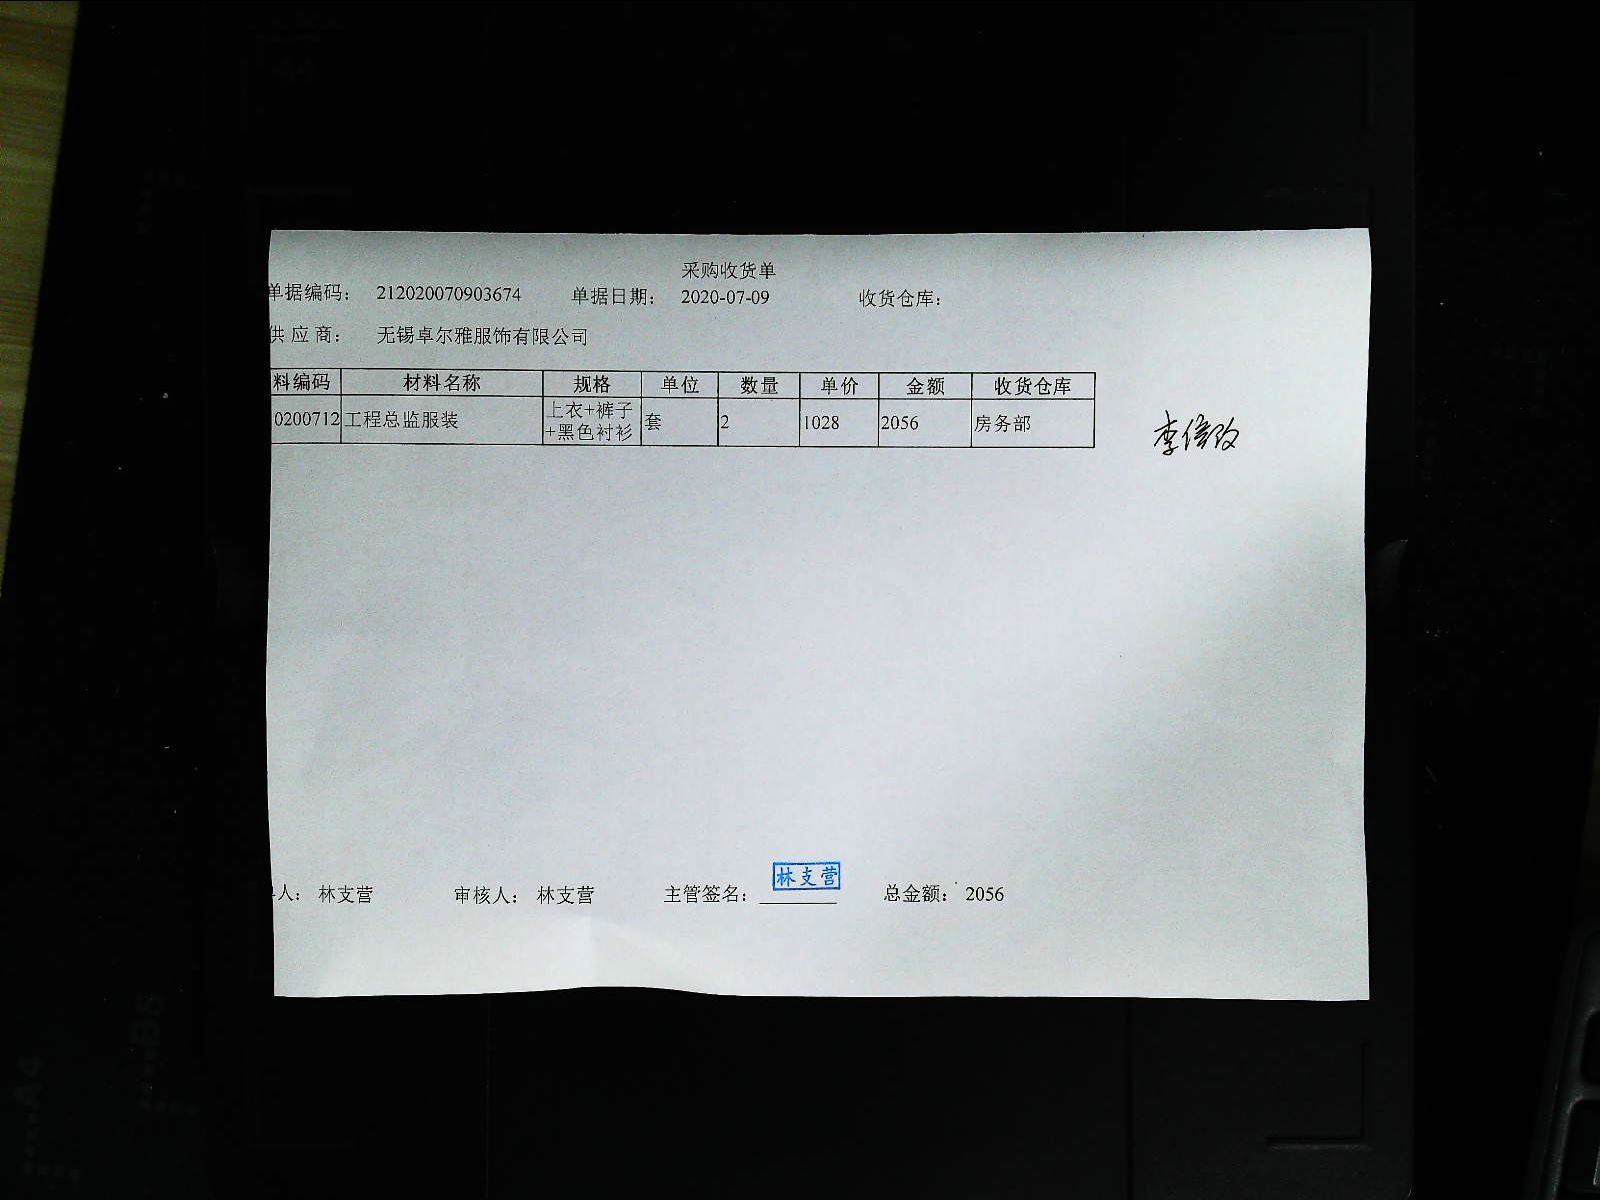 采购收货单
单据编码： 212020070903674 单据日期： 2020-07-09 收货仓库：
供 应 商： 无锡卓尔雅服饰有限公司
料编码 材料名称 规格 单位 数量 单价 金额 收货仓库
0200712 工程总监服装 上衣+裤子 套 2 1028 2056 房务部
+黑色衬衫
林支营
人： 林支营 审核人： 林支营 主管签名： 总金额： 2056
A4
B5